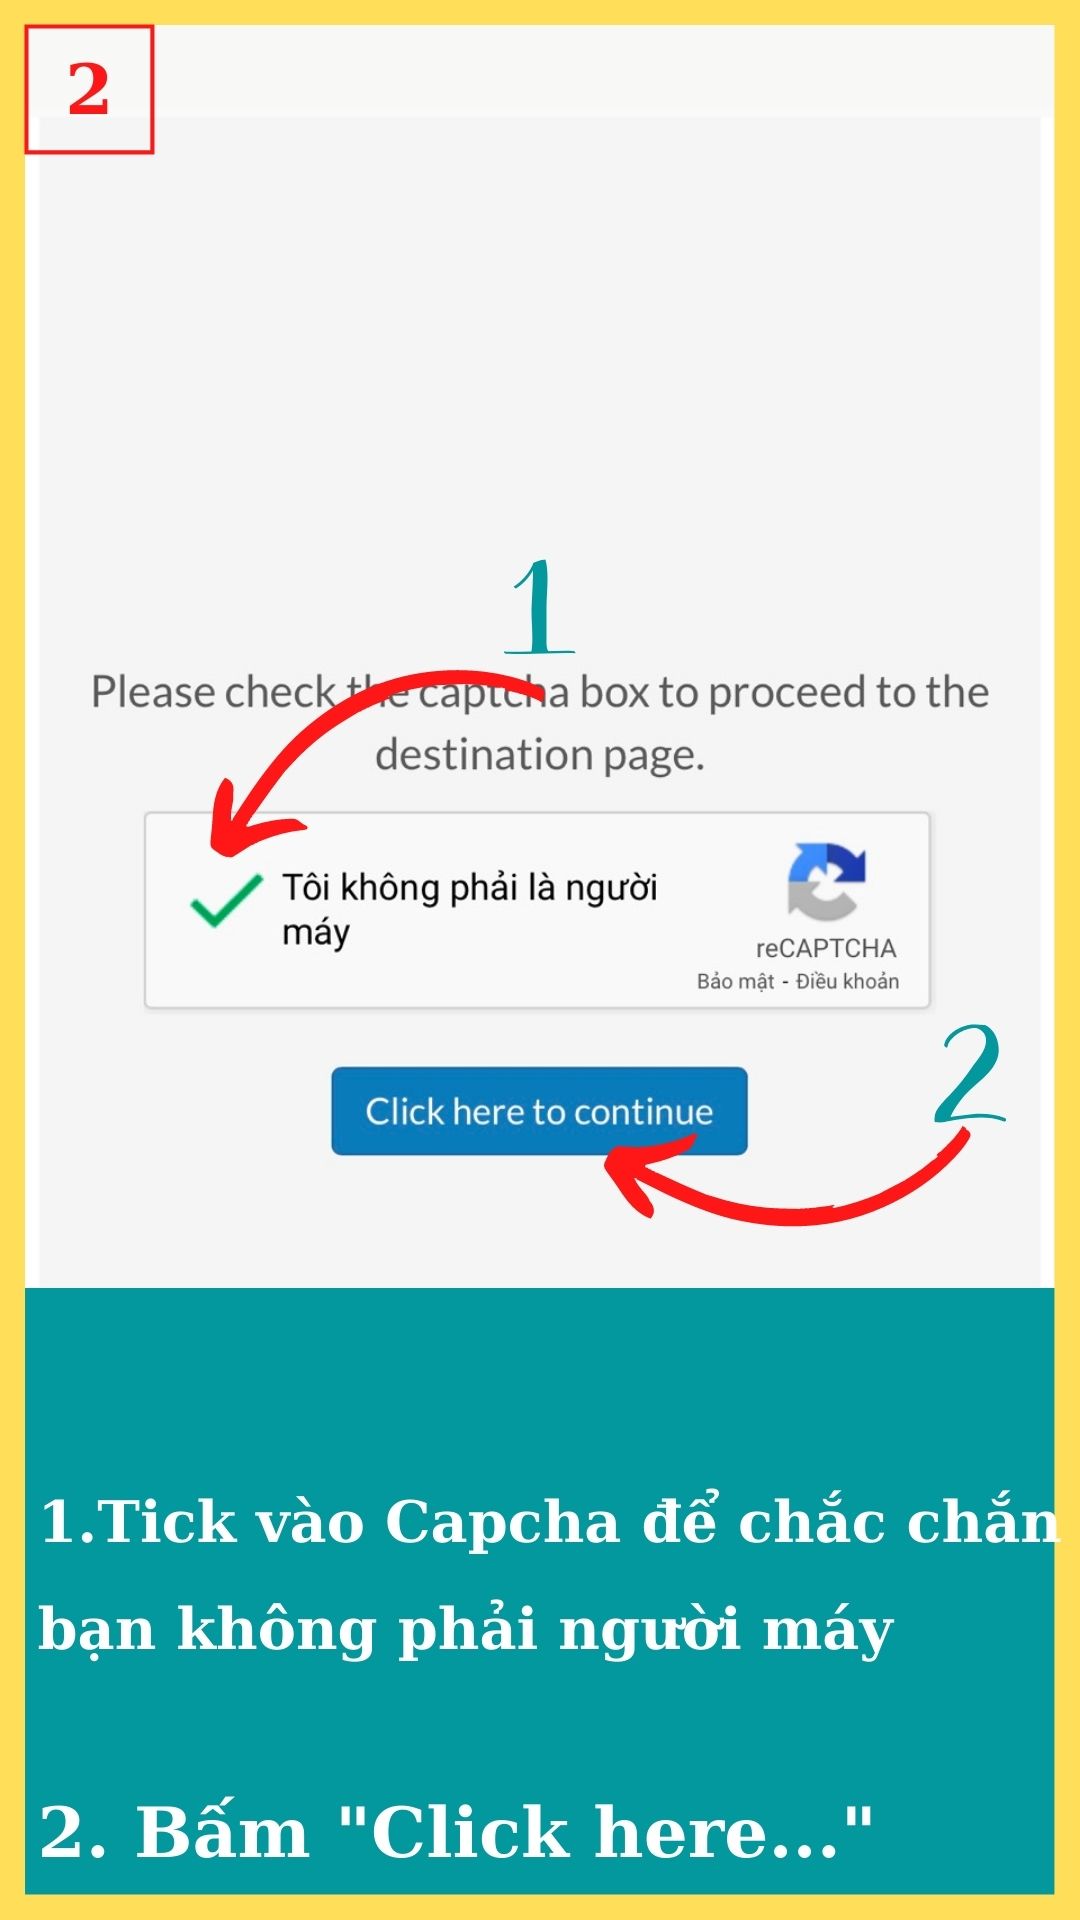 2
1
Please check the captcha box to proceed to the
destination page.
Tôi không phải là người
máy
reCAPTCHA
Bảo mật - Điều khoản
2
Click here to continue
1.Tick vào Capcha để chắc chắn
bạn không phải người máy
2. Bấm "Click here..."